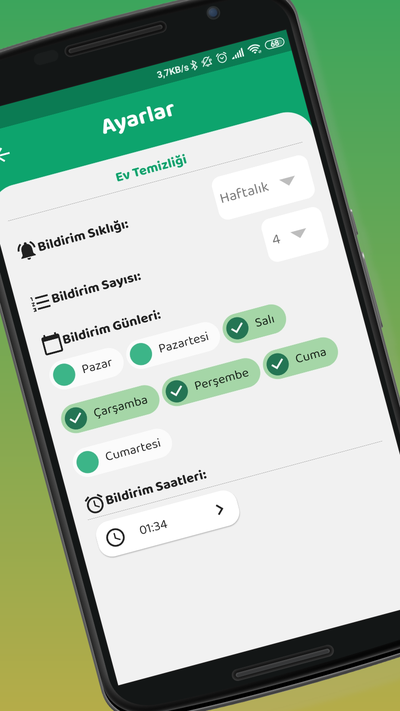 3,7KB/s 68
Ayarlar
Ev Temizliği
Bildirim Sıklığı: Haftalık
Bildirim Sayısı: 4
Bildirim Günleri:
Pazar Pazartesi Salı
Çarşamba Perşembe Cuma
Cumartesi
Bildirim Saatleri:
01:34